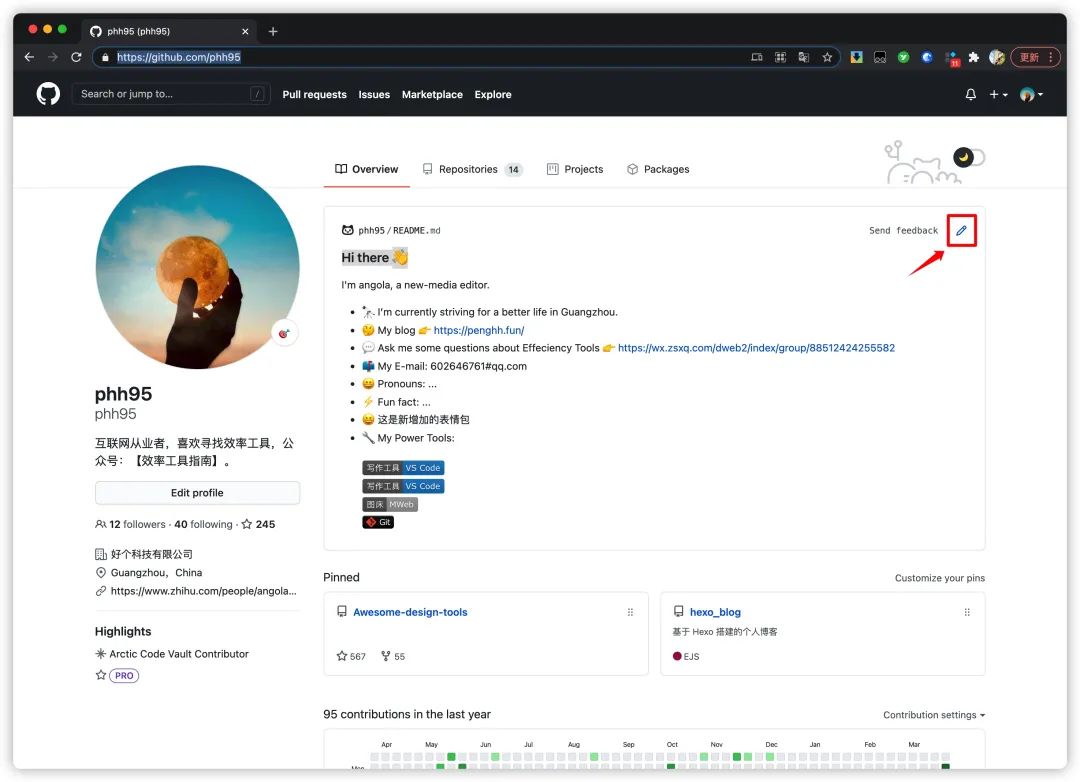 phh95 (phh95)
https://github.com/phh95
更新
11
Search or jump to...
/
Pull requests Issues Marketplace Explore
Overview Repositories 14 Projects Packages
phh95/README.md
Send feedback
Hi there 👋
I'm angola, a new-media editor.
🔭 I'm currently striving for a better life in Guangzhou.
🤔 My blog 👉 https://penghh.fun/
💬 Ask me some questions about Effeciency Tools 👉 https://wx.zsxq.com/dweb2/index/group/88512424255582
📫 My E-mail: 602646761#qq.com
😄 Pronouns: ...
⚡ Fun fact: ...
😄 这是新增加的表情包
🔧 My Power Tools:
写作工具 VS Code
写作工具 VS Code
图床 MWeb
Git
phh95
phh95
互联网从业者，喜欢寻找效率工具，公
众号：【效率工具指南】。
Edit profile
12 followers · 40 following · 245
好个科技有限公司
Guangzhou，China
https://www.zhihu.com/people/angola...
Highlights
Arctic Code Vault Contributor
PRO
Pinned
Customize your pins
Awesome-design-tools
567 55
hexo_blog
基于 Hexo 搭建的个人博客
EJS
95 contributions in the last year
Contribution settings
Apr May Jun Jul Aug Sep Oct Nov Dec Jan Feb Mar
Mon